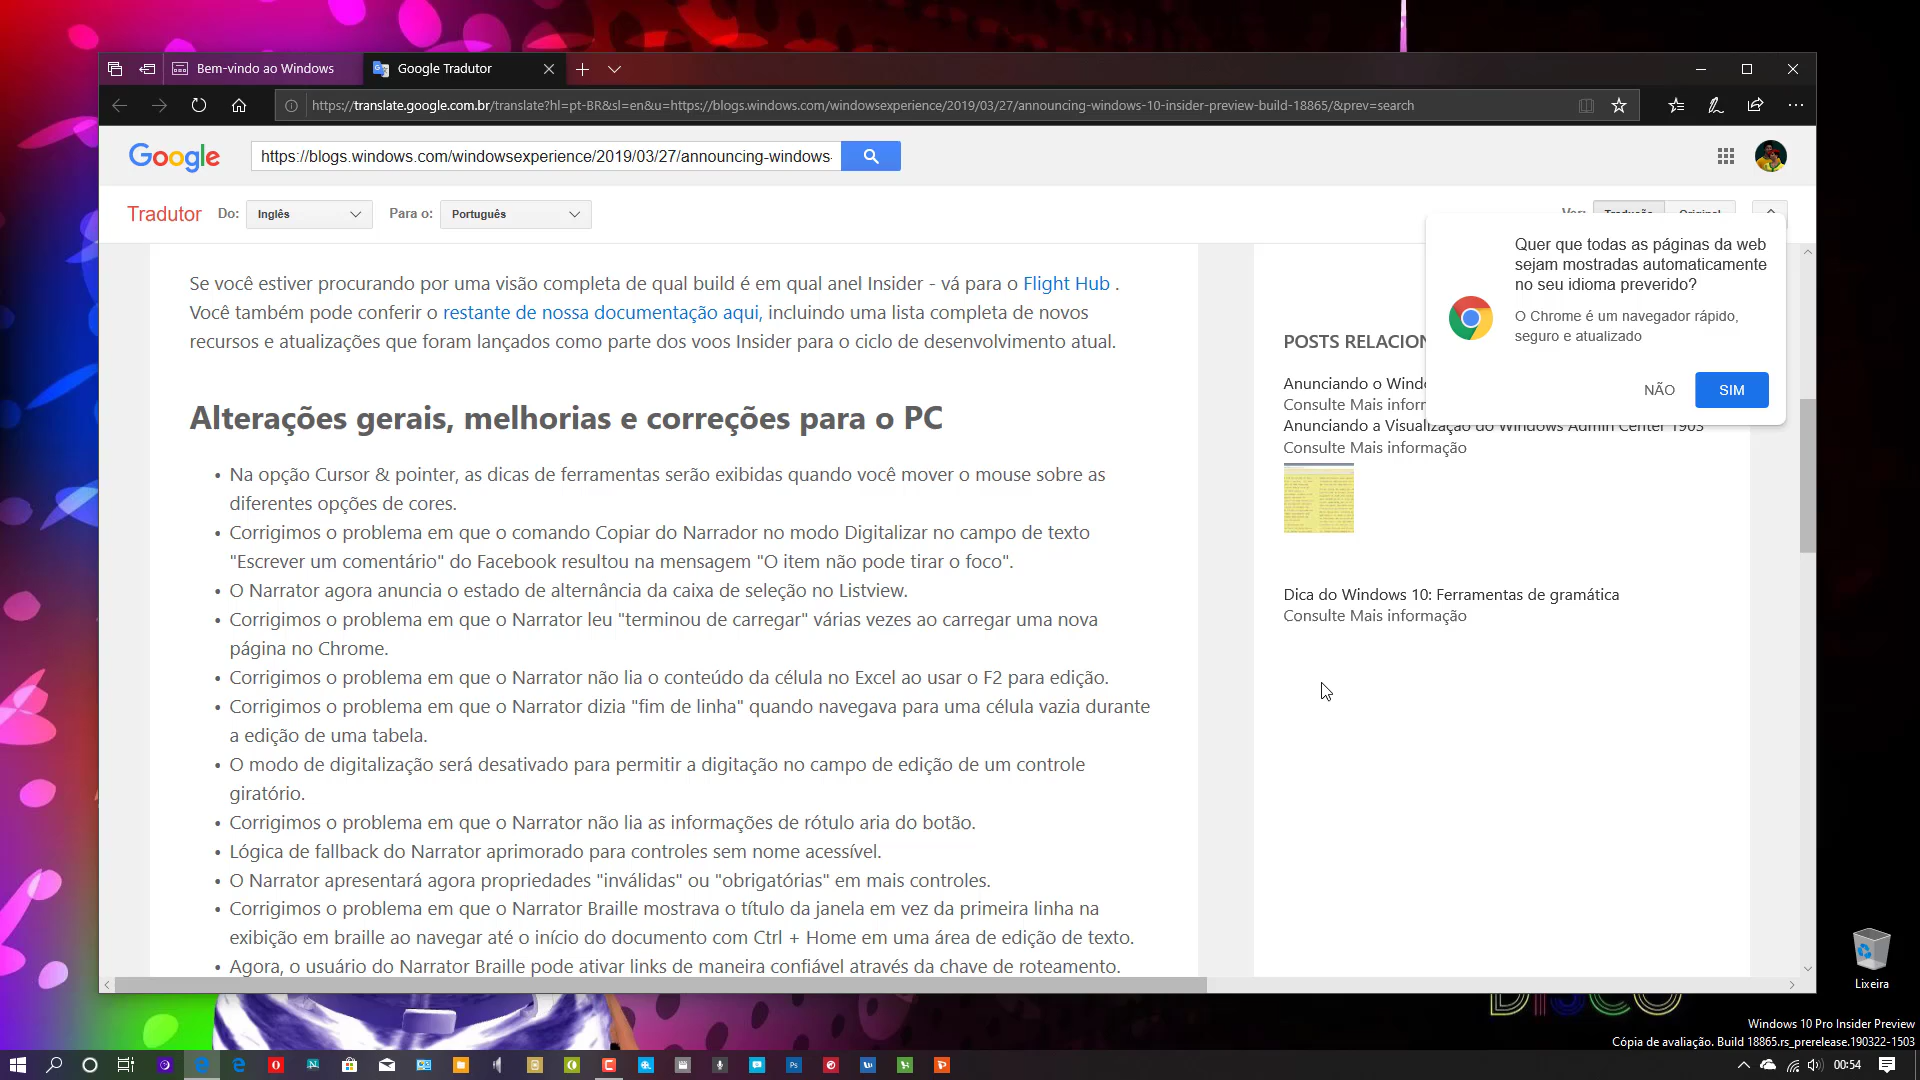 Bem-vindo ao Windows
Google Tradutor
https://translate.google.com.br/translate?hl=pt-BR&sl=en&u=https://blogs.windows.com/windowsexperience/2019/03/27/announcing-windows-10-insider-preview-build-18865/&prev=search
Google
https://blogs.windows.com/windowsexperience/2019/03/27/announcing-windows-
Tradutor
Do:
Inglês
Para o:
Português
Ver:
Tradução
Original
Se você estiver procurando por uma visão completa de qual build é em qual anel Insider - vá para o Flight Hub .
Você também pode conferir o restante de nossa documentação aqui, incluindo uma lista completa de novos
recursos e atualizações que foram lançados como parte dos voos Insider para o ciclo de desenvolvimento atual.
Alterações gerais, melhorias e correções para o PC
• Na opção Cursor & pointer, as dicas de ferramentas serão exibidas quando você mover o mouse sobre as
diferentes opções de cores.
• Corrigimos o problema em que o comando Copiar do Narrador no modo Digitalizar no campo de texto
"Escrever um comentário" do Facebook resultou na mensagem "O item não pode tirar o foco".
• O Narrator agora anuncia o estado de alternância da caixa de seleção no Listview.
• Corrigimos o problema em que o Narrator leu "terminou de carregar" várias vezes ao carregar uma nova
página no Chrome.
• Corrigimos o problema em que o Narrator não lia o conteúdo da célula no Excel ao usar o F2 para edição.
• Corrigimos o problema em que o Narrator dizia "fim de linha" quando navegava para uma célula vazia durante
a edição de uma tabela.
• O modo de digitalização será desativado para permitir a digitação no campo de edição de um controle
giratório.
• Corrigimos o problema em que o Narrator não lia as informações de rótulo aria do botão.
• Lógica de fallback do Narrator aprimorado para controles sem nome acessível.
• O Narrator apresentará agora propriedades "inválidas" ou "obrigatórias" em mais controles.
• Corrigimos o problema em que o Narrator Braille mostrava o título da janela em vez da primeira linha na
exibição em braille ao navegar até o início do documento com Ctrl + Home em uma área de edição de texto.
• Agora, o usuário do Narrator Braille pode ativar links de maneira confiável através da chave de roteamento.
Quer que todas as páginas da web
sejam mostradas automaticamente
no seu idioma preverido?
O Chrome é um navegador rápido,
seguro e atualizado
NÃO
SIM
POSTS RELACION
Anunciando o Windo
Consulte Mais inforr
Anunciando a Visualização do Windows Admin Center 1903
Consulte Mais informação
Dica do Windows 10: Ferramentas de gramática
Consulte Mais informação
Lixeira
DISCO
Windows 10 Pro Insider Preview
Cópia de avaliação. Build 18865.rs_prerelease.190322-1503
00:54